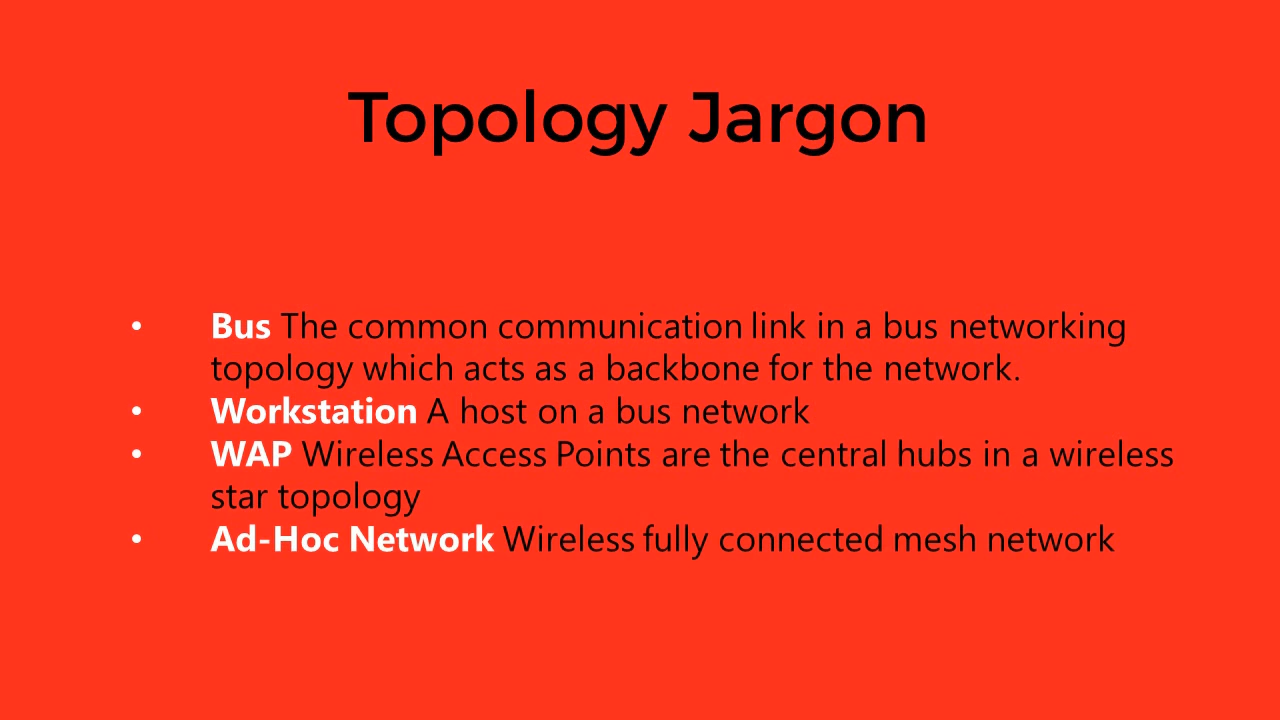 Topology Jargon
• Bus The common communication link in a bus networking
topology which acts as a backbone for the network.
• Workstation A host on a bus network
• WAP Wireless Access Points are the central hubs in a wireless
star topology
• Ad-Hoc Network Wireless fully connected mesh network